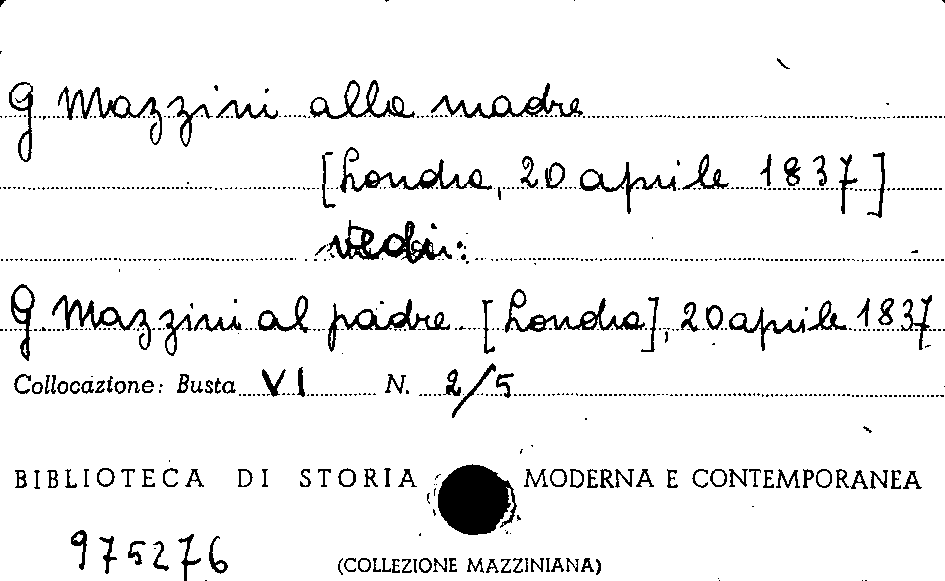 G Mazzini alla madre
[Londra, 20 aprile 1837]
vedi:
G. Mazzini al padre. [Londra], 20 aprile 1837
Collocazione: Busta VI N. 2/5
BIBLIOTECA DI STORIA MODERNA E CONTEMPORANEA
975276
(COLLEZIONE MAZZINIANA)